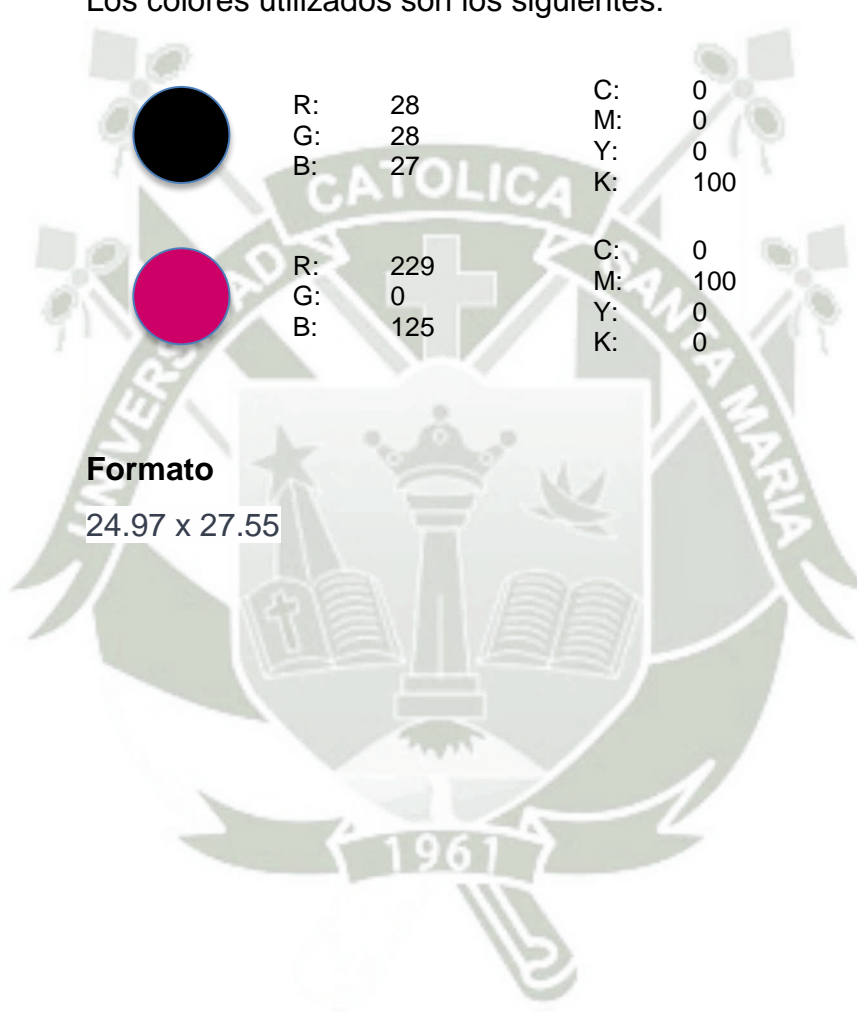 Los colores utilizados son los siguientes:
R: 28
G: 28
B: 27
C: 0
M: 0
Y: 0
K: 100
R: 229
G: 0
B: 125
C: 0
M: 100
Y: 0
K: 0
UNIVERSIDAD CATOLICA SANTA MARIA
Formato
24.97 x 27.55
1961